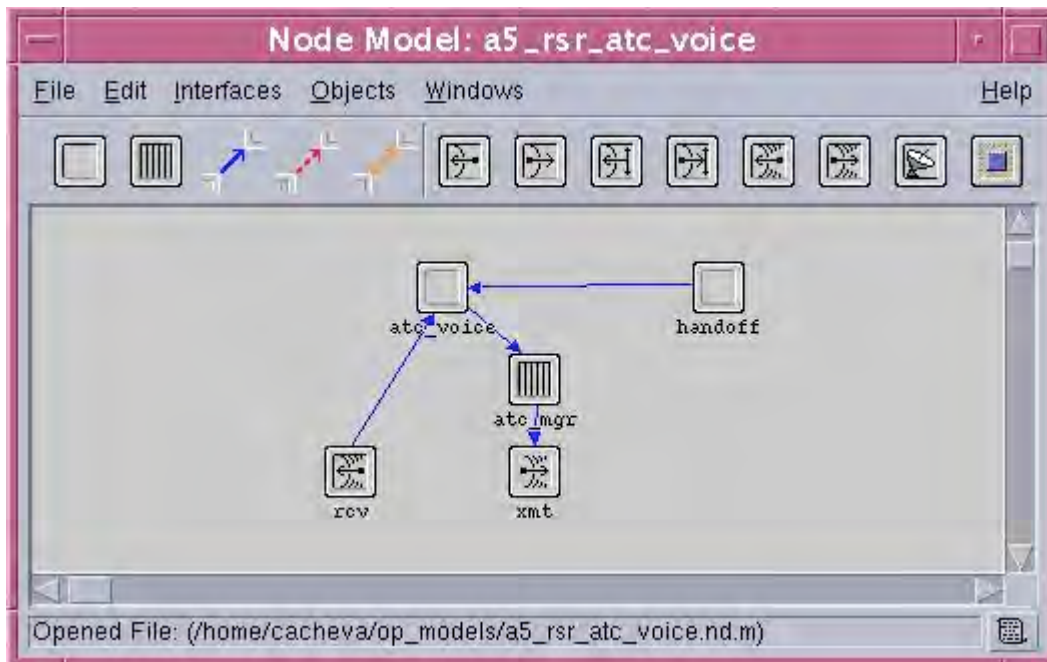 Node Model: a5_rsr_atc_voice
File Edit Interfaces Objects Windows Help
atc_voice handoff
atc_mgr
rcv xmt
Opened File: (/home/cacheva/op_models/a5_rsr_atc_voice.nd.m)